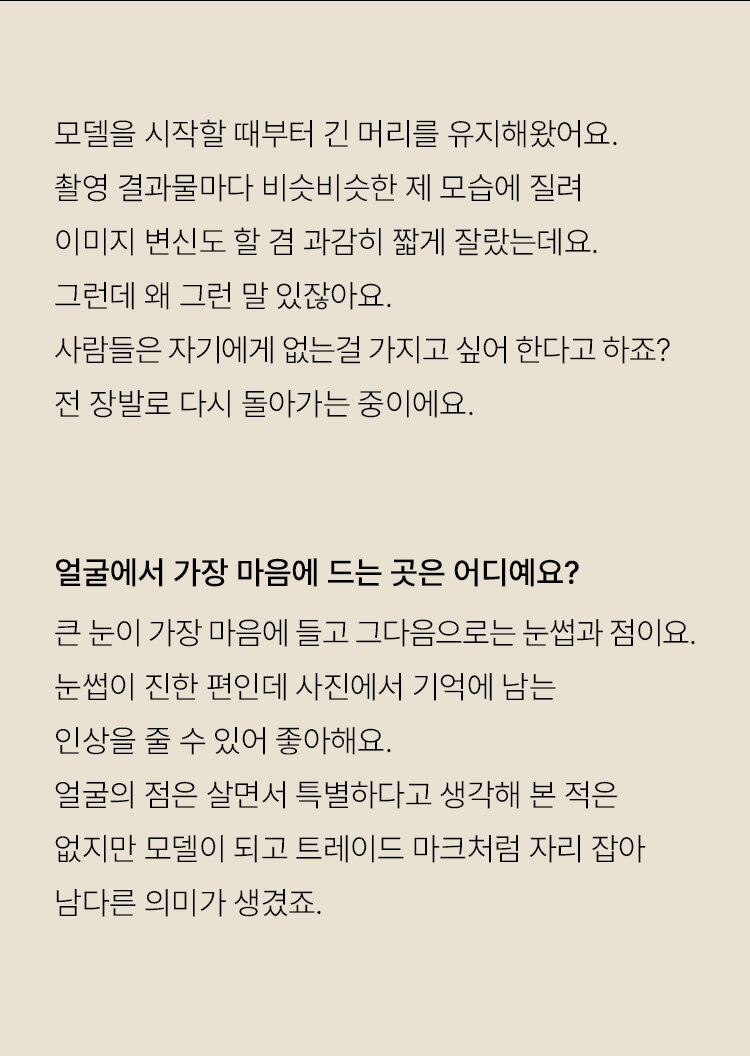 모델을 시작할 때부터 긴 머리를 유지해왔어요.
촬영 결과물마다 비슷비슷한 제 모습에 질려
이미지 변신도 할 겸 과감히 짧게 잘랐는데요.
그런데 왜 그런 말 있잖아요.
사람들은 자기에게 없는걸 가지고 싶어 한다고 하죠?
전 장발로 다시 돌아가는 중이에요.
얼굴에서 가장 마음에 드는 곳은 어디예요?
큰 눈이 가장 마음에 들고 그다음으로는 눈썹과 점이요.
눈썹이 진한 편인데 사진에서 기억에 남는
인상을 줄 수 있어 좋아해요.
얼굴의 점은 살면서 특별하다고 생각해 본 적은
없지만 모델이 되고 트레이드 마크처럼 자리 잡아
남다른 의미가 생겼죠.